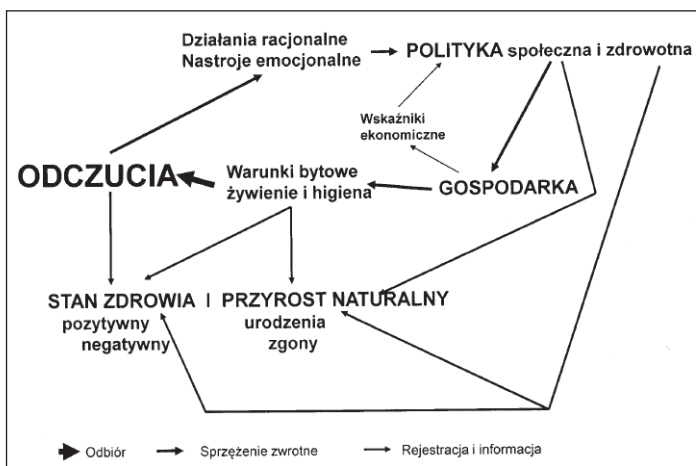 Działania racjonalne
Nastroje emocjonalne
POLITYKA społeczna i zdrowotna
Wskaźniki
ekonomiczne
ODCZUCIA
Warunki bytowe
żywienie i higiena
GOSPODARKA
STAN ZDROWIA I PRZYROST NATURALNY
pozytywny
negatywny
urodzenia
zgony
Odbiór
Sprzężenie zwrotne
Rejestracja i informacja